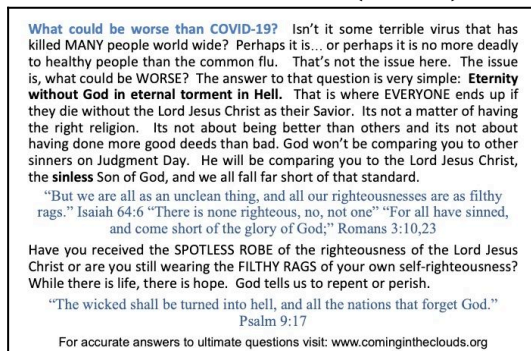 What could be worse than COVID-19? Isn't it some terrible virus that has
killed MANY people world wide? Perhaps it is... or perhaps it is no more deadly
to healthy people than the common flu. That's not the issue here. The issue
is, what could be WORSE? The answer to that question is very simple: Eternity
without God in eternal torment in Hell. That is where EVERYONE ends up if
they die without the Lord Jesus Christ as their Savior. Its not a matter of having
the right religion. Its not about being better than others and its not about
having done more good deeds than bad. God won't be comparing you to other
sinners on Judgment Day. He will be comparing you to the Lord Jesus Christ,
the sinless Son of God, and we all fall far short of that standard.
"But we are all as an unclean thing, and all our righteousnesses are as filthy
rags." Isaiah 64:6 "There is none righteous, no, not one" "For all have sinned,
and come short of the glory of God;" Romans 3:10,23
Have you received the SPOTLESS ROBE of the righteousness of the Lord Jesus
Christ or are you still wearing the FILTHY RAGS of your own self-righteousness?
While there is life, there is hope. God tells us to repent or perish.
"The wicked shall be turned into hell, and all the nations that forget God."
Psalm 9:17
For accurate answers to ultimate questions visit: www.comingintheclouds.org